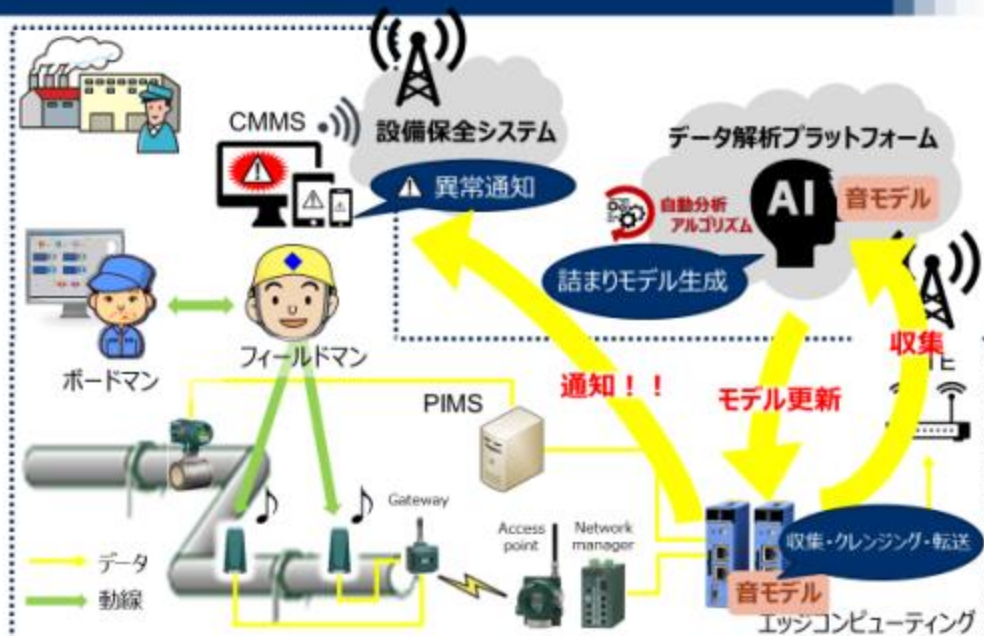 CMMS
設備保全システム
異常通知
データ解析プラットフォーム
AI
音モデル
自動分析
アルゴリズム
詰まりモデル生成
ボードマン
フィールドマン
通知！！
モデル更新
収集
TE
PIMS
Gateway
Access
point
Network
manager
データ
動線
収集・クレンジング・転送
音モデル
エッジコンピューティング